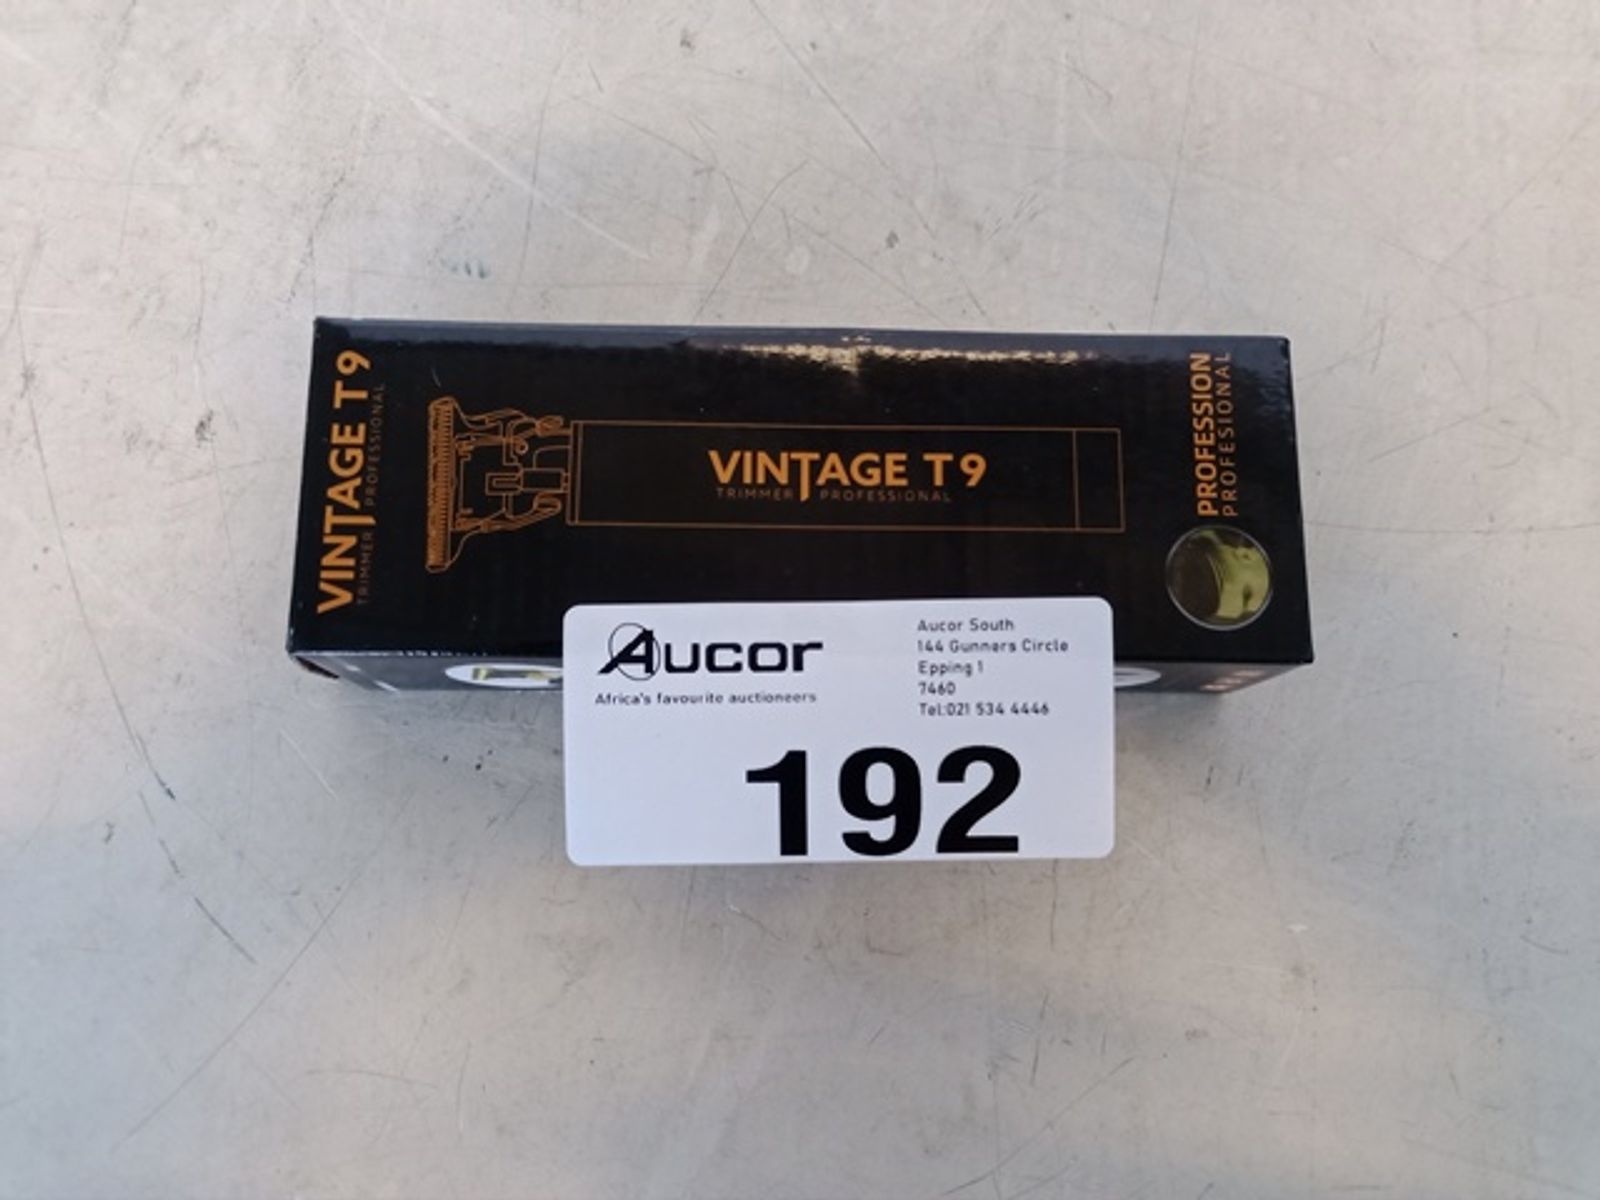 VINTAGE T9
TRIMMER PROFESSIONAL
VINTAGE T9
TRIMMER PROFESSIONAL
PROFESSION
PROFESIONAL
Aucor
Africa's favourite auctioneers
Aucor South
144 Gunners Circle
Epping 1
7460
Tel:021 534 4446
192